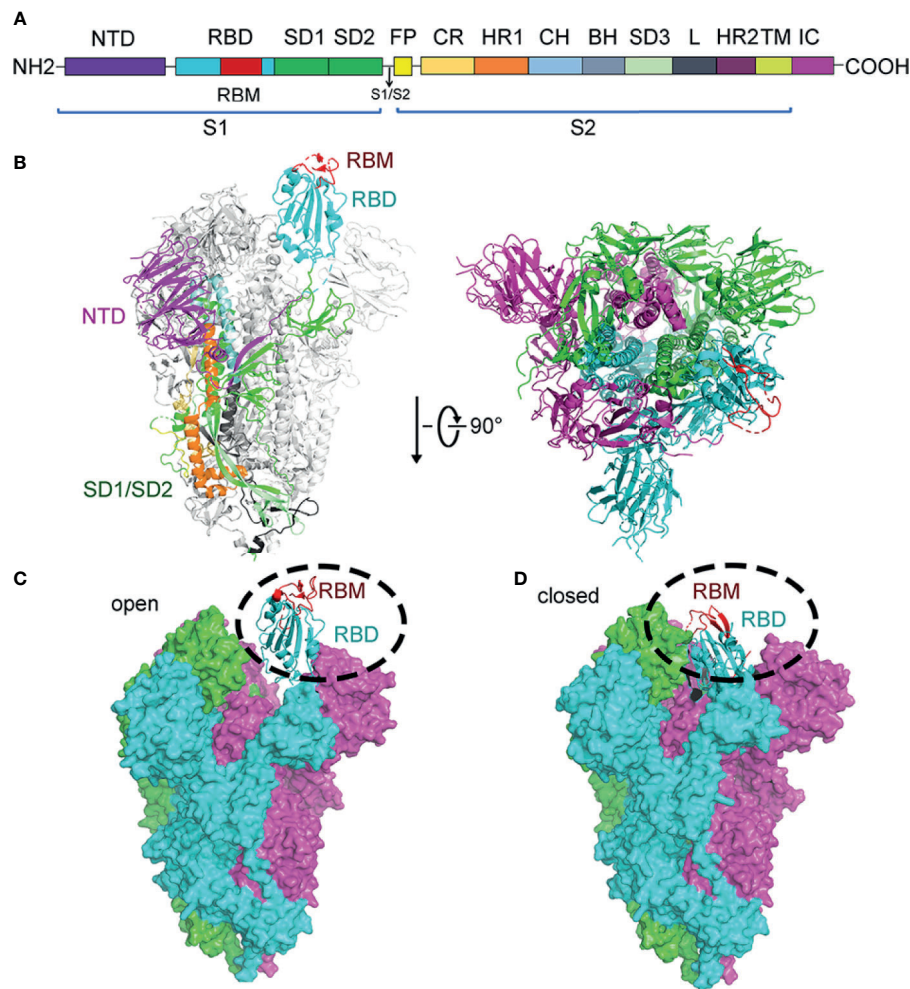 A
NTD RBD SD1 SD2 FP CR HR1 CH BH SD3 L HR2 TM IC
NH2 COOH
RBM S1/S2
S1 S2
B
RBM
RBD
NTD
90°
SD1/SD2
C D
open closed
RBM RBM
RBD RBD